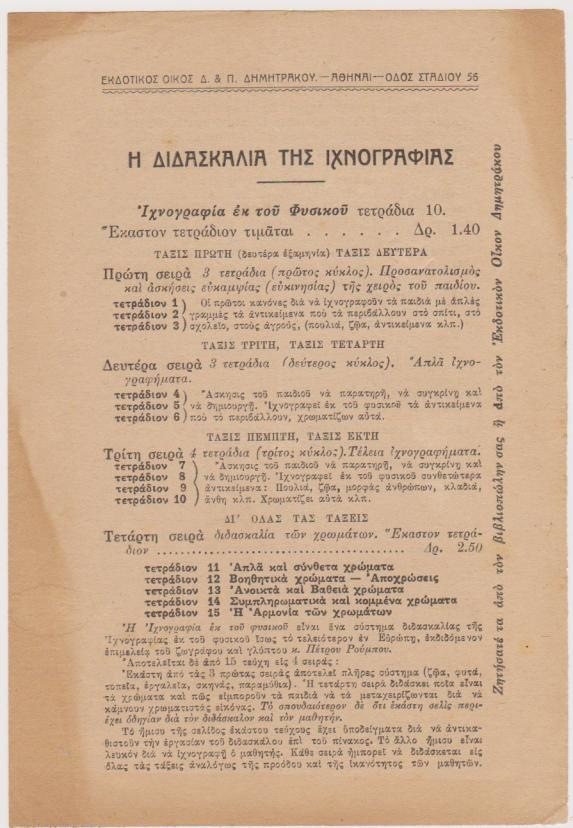 ΕΚΔΟΤΙΚΟΣ ΟΙΚΟΣ Δ. & Π. ΔΗΜΗΤΡΑΚΟΥ.—ΑΘΗΝΑΙ—ΟΔΟΣ ΣΤΑΔΙΟΥ 56
Η ΔΙΔΑΣΚΑΛΙΑ ΤΗΣ ΙΧΝΟΓΡΑΦΙΑΣ
Ἰχνογραφία ἐκ τοῦ Φυσικοῦ τετράδια 10.
Ἕκαστον τετράδιον τιμᾶται . . . . . . Δρ. 1.40
ΤΑΞΙΣ ΠΡΩΤΗ (δευτέρα ἑξαμηνία) ΤΑΞΙΣ ΔΕΥΤΕΡΑ
Πρώτη σειρὰ 3 τετράδια (πρῶτος κύκλος). Προσανατολισμὸς
καὶ ἀσκήσεις εὐκαμψίας (εὐκινησίας) τῆς χειρὸς τοῦ παιδίου.
τετράδιον 1 ) Οἱ πρῶτοι κανόνες διὰ νὰ ἰχνογραφοῦν τὰ παιδιὰ μὲ ἁπλὲς
τετράδιον 2 } γραμμὲς τὰ ἀντικείμενα ποὺ τὰ περιβάλλουν στὸ σπίτι, στὸ
τετράδιον 3 ) σχολεῖο, στοὺς ἀγρούς, (πουλιά, ζῷα, ἀντικείμενα κλπ.)
ΤΑΞΙΣ ΤΡΙΤΗ, ΤΑΞΙΣ ΤΕΤΑΡΤΗ
Δευτέρα σειρὰ 3 τετράδια (δεύτερος κύκλος). Ἁπλᾶ ἰχνο-
γραφήματα.
τετράδιον 4 ) Ἄσκησις τοῦ παιδιοῦ νὰ παρατηρῇ, νὰ συγκρίνῃ καὶ
τετράδιον 5 } νὰ δημιουργῇ. Ἰχνογραφεῖ ἐκ τοῦ φυσικοῦ τὰ ἀντικείμενα
τετράδιον 6 ) ποὺ τὸ περιβάλλουν, χρωματίζων αὐτά.
ΤΑΞΙΣ ΠΕΜΠΤΗ, ΤΑΞΙΣ ΕΚΤΗ
Τρίτη σειρὰ 4 τετράδια (τρίτος κύκλος). Τέλεια ἰχνογραφήματα.
τετράδιον 7 ) Ἄσκησις τοῦ παιδιοῦ νὰ παρατηρῇ, νὰ συγκρίνῃ καὶ
τετράδιον 8 } νὰ δημιουργῇ. Ἰχνογραφεῖ ἐκ τοῦ φυσικοῦ συνθετώτερα
τετράδιον 9 } ἀντικείμενα: Πουλιά, ζῷα, μορφὰς ἀνθρώπων, κλαδιά,
τετράδιον 10 ) ἄνθη κλπ. Χρωματίζει αὐτὰ κλπ.
ΔΙ' ΟΛΑΣ ΤΑΣ ΤΑΞΕΙΣ
Τετάρτη σειρὰ διδασκαλία τῶν χρωμάτων. Ἕκαστον τετρά-
διον ........................................ Δρ. 2.50
τετράδιον 11 Ἁπλᾶ καὶ σύνθετα χρώματα
τετράδιον 12 Βοηθητικὰ χρώματα — Ἀποχρώσεις
τετράδιον 13 Ἀνοικτὰ καὶ Βαθειὰ χρώματα
τετράδιον 14 Συμπληρωματικὰ καὶ κομμένα χρώματα
τετράδιον 15 Ἡ Ἁρμονία τῶν χρωμάτων
Ἡ Ἰχνογραφία ἐκ τοῦ φυσικοῦ εἶναι ἕνα σύστημα διδασκαλίας τῆς
Ἰχνογραφίας ἐκ τοῦ φυσικοῦ ἴσως τὸ τελειότερον ἐν Εὐρώπῃ, ἐκδιδόμενον
ἐπιμελείᾳ τοῦ ζωγράφου καὶ γλύπτου κ. Πέτρου Ρούμπου.
Ἀποτελεῖται δὲ ἀπὸ 15 τεύχη εἰς 4 σειράς :
Ἑκάστη ἀπὸ τὰς 3 πρώτας σειρὰς ἀποτελεῖ πλῆρες σύστημα (ζῷα, φυτά,
τοπεῖα, ἐργαλεῖα, σκηνάς, παραμύθια). Ἡ τετάρτη σειρὰ διδάσκει ποῖα εἶναι
τὰ χρώματα καὶ πῶς εἰμποροῦν τὰ παιδιὰ νὰ τὰ μεταχειρίζωνται διὰ νὰ
κάμνουν χρωματιστὰς εἰκόνας. Τὸ σπουδαιότερον δὲ ὅτι ἑκάστη σελὶς περι-
έχει ὁδηγίαν διὰ τὸν διδάσκαλον καὶ τὸν μαθητήν.
Τὸ ἥμισυ τῆς σελίδος ἑκάστου τεύχους ἔχει ὑποδείγματα διὰ νὰ ἀντικα-
θιστοῦν τὴν ἐργασίαν τοῦ διδασκάλου ἐπὶ τοῦ πίνακος. Τὸ ἄλλο ἥμισυ εἶναι
λευκὸν διὰ νὰ ἰχνογραφῇ ὁ μαθητής. Κάθε σειρὰ ἠμπορεῖ νὰ διδάσκεται εἰς
ὅλας τὰς τάξεις ἀναλόγως τῆς προόδου καὶ τῆς ἱκανότητος τῶν μαθητῶν.
Ζητήσατέ τα ἀπὸ τὸν βιβλιοπώλην σας ἢ ἀπὸ τὸν Ἐκδοτικὸν Οἶκον Δημητράκου